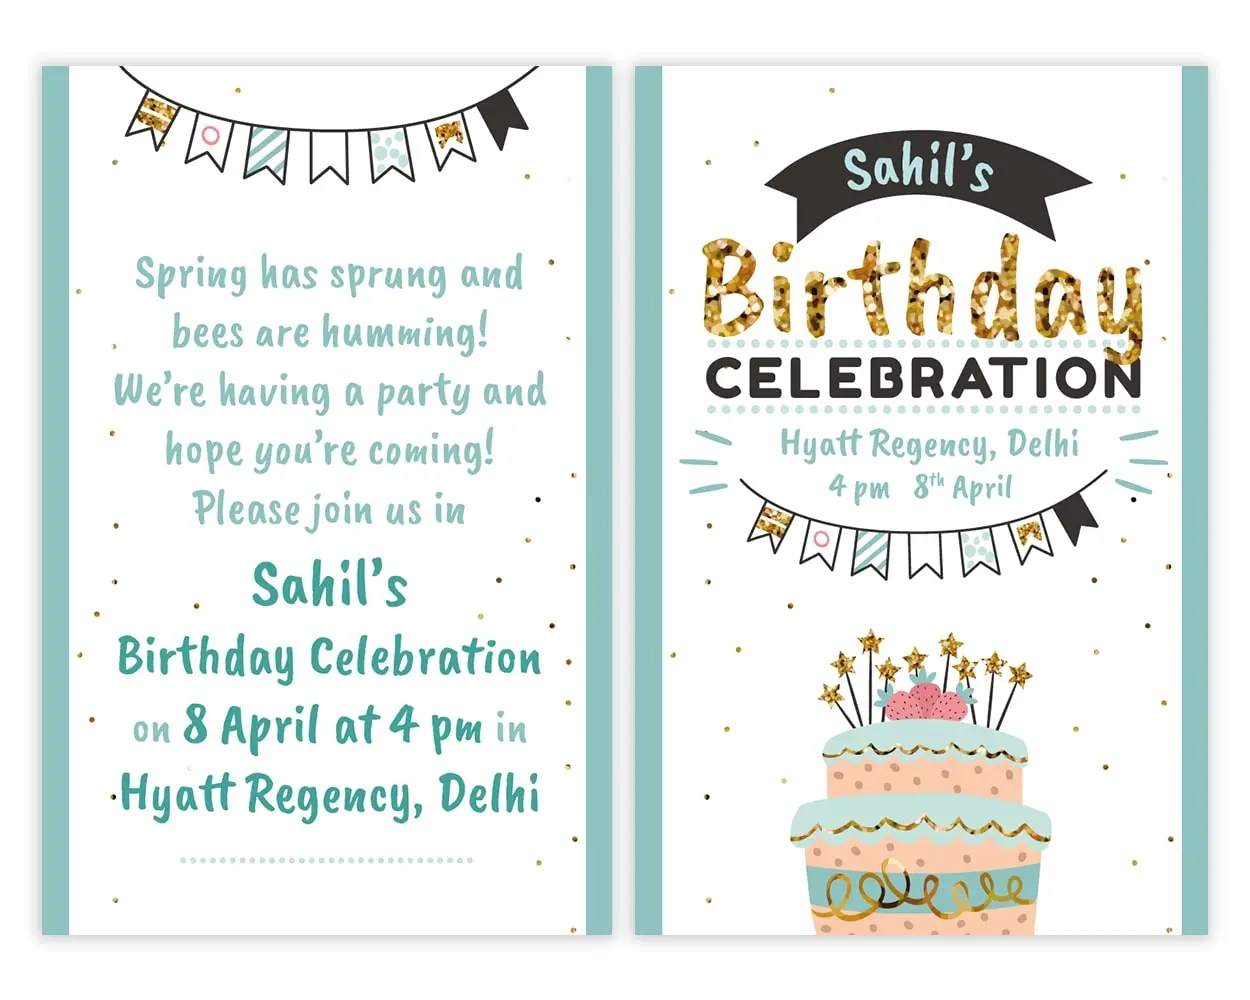 Spring has sprung and
bees are humming!
We're having a party and
hope you're coming!
Please join us in
Sahil's
Birthday Celebration
on 8 April at 4 pm in
Hyatt Regency, Delhi
Sahil's
Birthday
CELEBRATION
Hyatt Regency, Delhi
4 pm 8th April